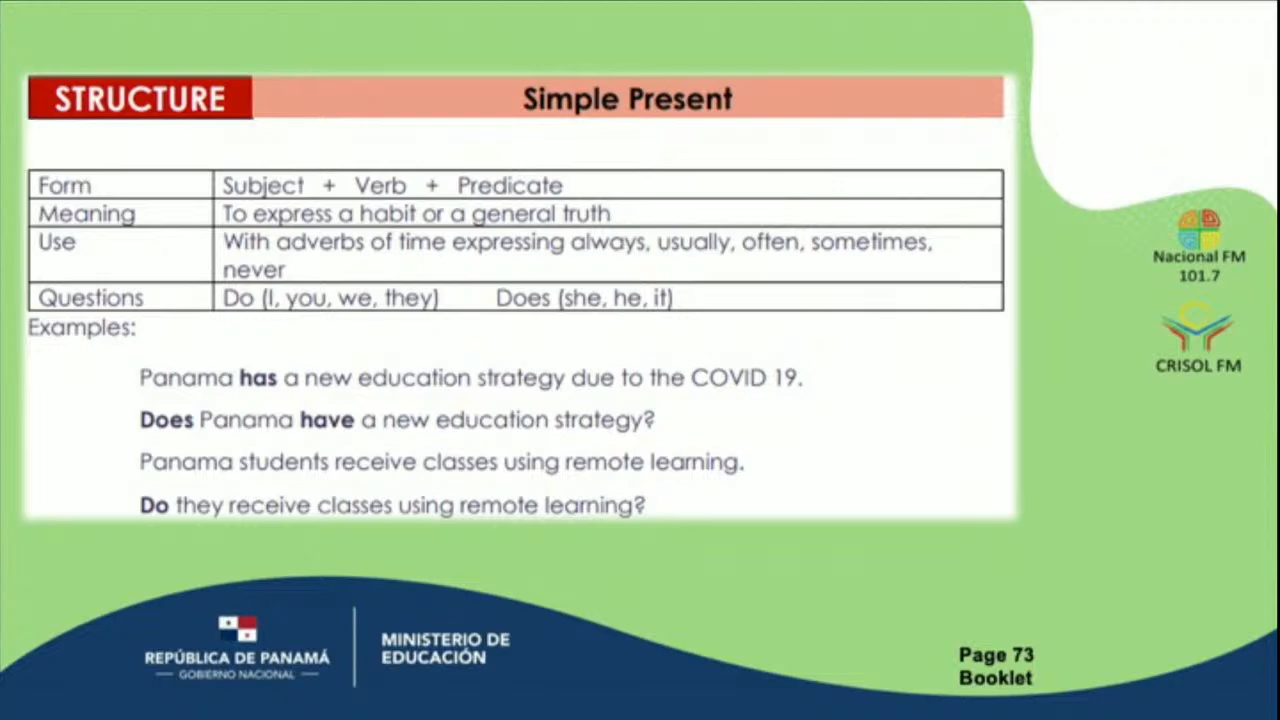 STRUCTURE Simple Present
Form Subject + Verb + Predicate
Meaning To express a habit or a general truth
Use With adverbs of time expressing always, usually, often, sometimes,
never
Questions Do (I, you, we, they) Does (she, he, it)
Examples:
Panama has a new education strategy due to the COVID 19.
Does Panama have a new education strategy?
Panama students receive classes using remote learning.
Do they receive classes using remote learning?
Nacional FM
101.7
CRISOL FM
REPÚBLICA DE PANAMÁ
— GOBIERNO NACIONAL —
MINISTERIO DE
EDUCACIÓN
Page 73
Booklet